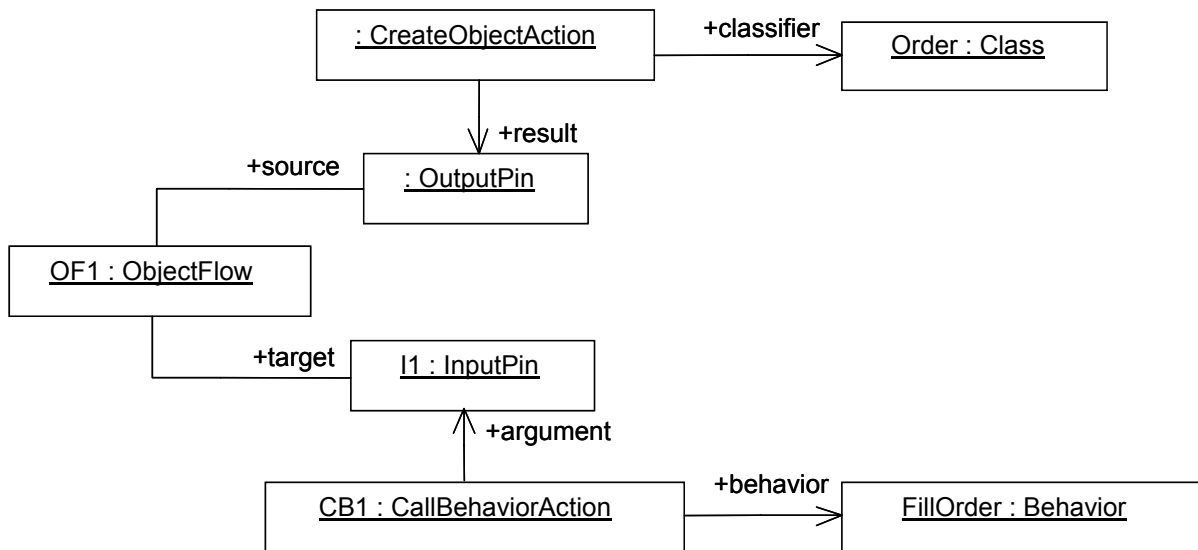 : CreateObjectAction
+classifier
Order : Class
+result
+source
: OutputPin
OF1 : ObjectFlow
+target
I1 : InputPin
+argument
CB1 : CallBehaviorAction
+behavior
FillOrder : Behavior